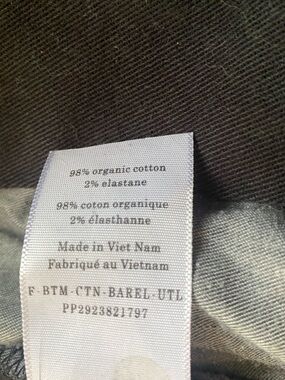 98% organic cotton
2% elastane
98% coton organique
2% élasthanne
Made in Viet Nam
Fabriqué au Vietnam
F-BTM-CTN-BAREL-UTL
PP2923821797